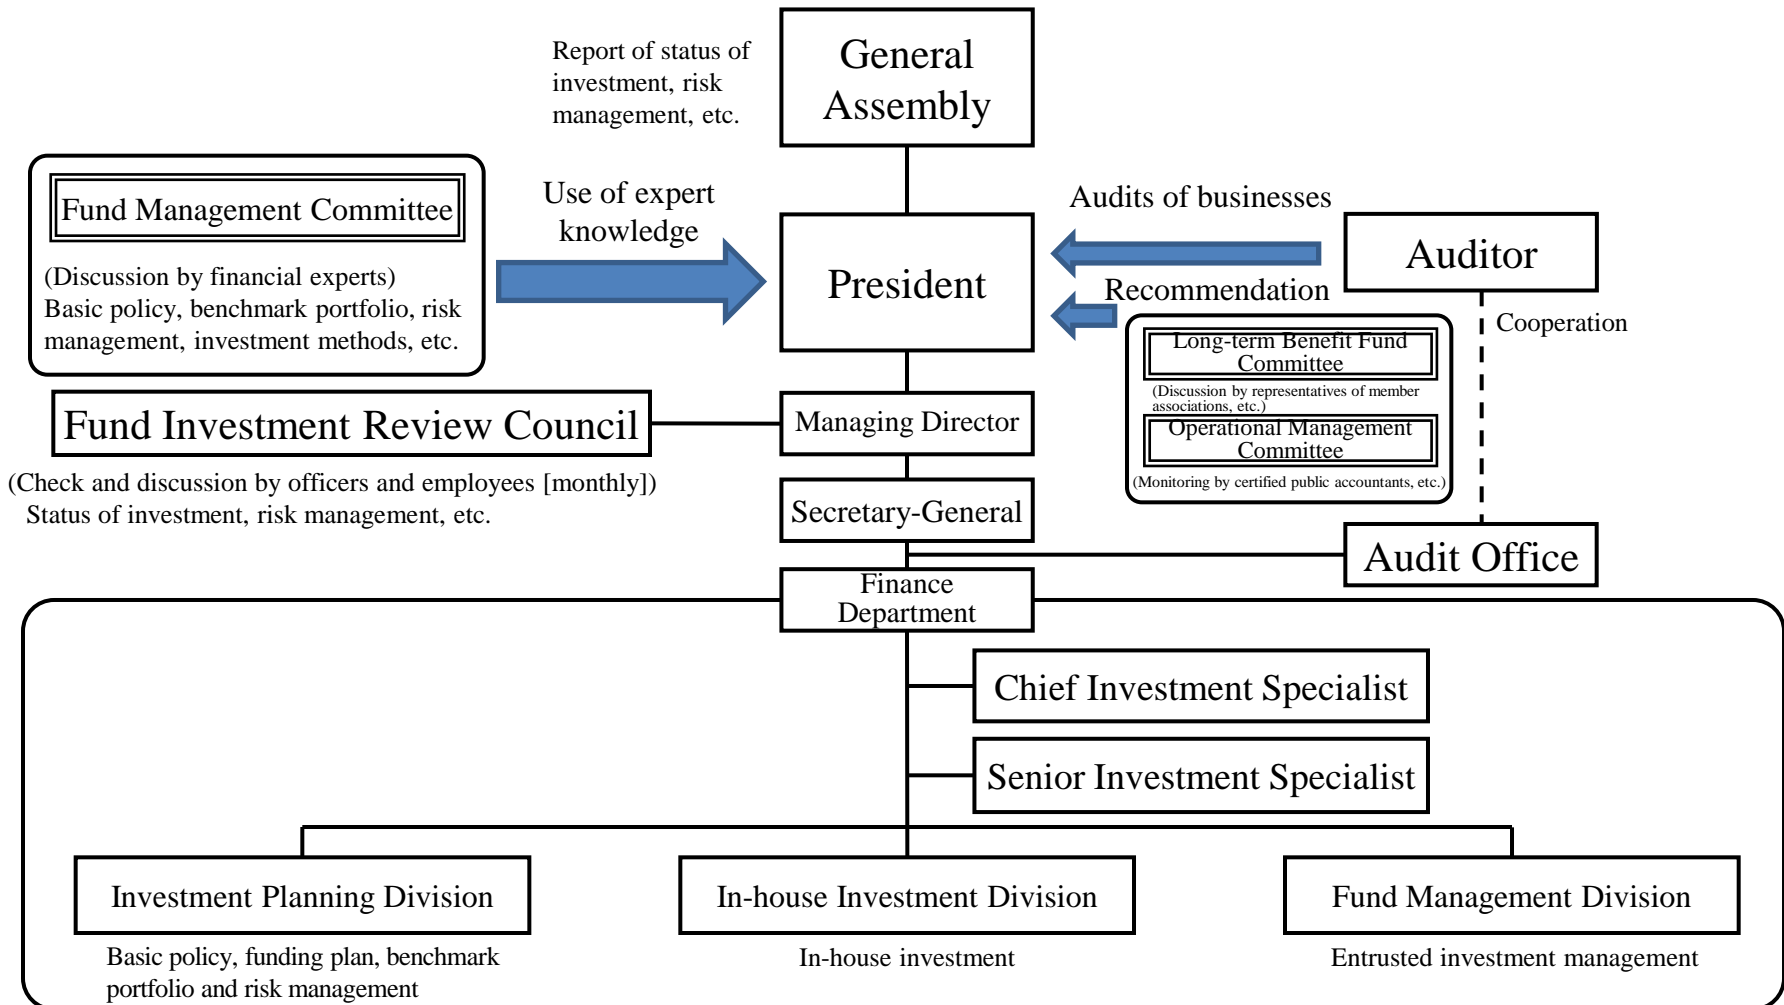 Report of status of
investment, risk
management, etc.
General
Assembly
Fund Management Committee
(Discussion by financial experts)
Basic policy, benchmark portfolio, risk
management, investment methods, etc.
Use of expert
knowledge
President
Audits of businesses
Auditor
Recommendation
Cooperation
Long-term Benefit Fund
Committee
(Discussion by representatives of member
associations, etc.)
Operational Management
Committee
(Monitoring by certified public accountants, etc.)
Fund Investment Review Council
(Check and discussion by officers and employees [monthly])
Status of investment, risk management, etc.
Managing Director
Secretary-General
Audit Office
Finance
Department
Chief Investment Specialist
Senior Investment Specialist
Investment Planning Division
Basic policy, funding plan, benchmark
portfolio and risk management
In-house Investment Division
In-house investment
Fund Management Division
Entrusted investment management